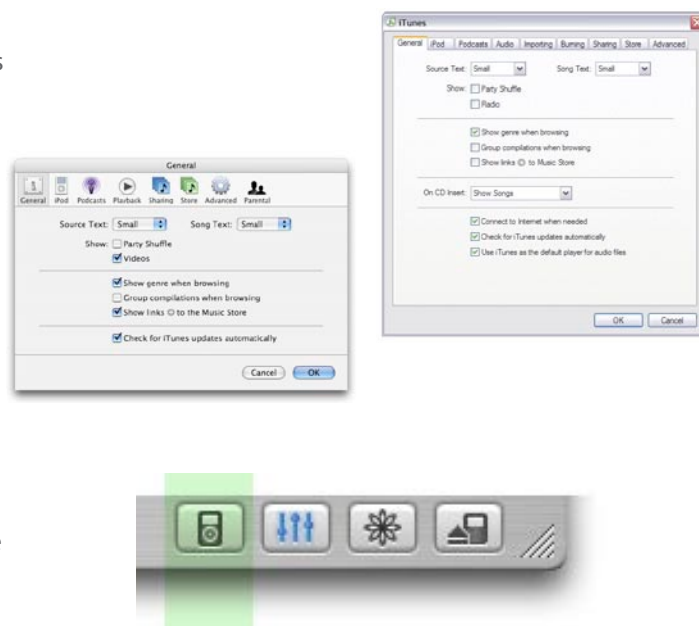 s
iTunes
General iPod Podcasts Audio Importing Burning Sharing Store Advanced
Source Text: Small Song Text: Small
Show: Party Shuffle
Radio
Show genre when browsing
Group compilations when browsing
Show links to Music Store
On CD Insert: Show Songs
Connect to Internet when needed
Check for iTunes updates automatically
Use iTunes as the default player for audio files
OK Cancel
General
General iPod Podcasts Playback Sharing Store Advanced Parental
Source Text: Small Song Text: Small
Show: Party Shuffle
Videos
Show genre when browsing
Group compilations when browsing
Show links to the Music Store
Check for iTunes updates automatically
Cancel OK
e